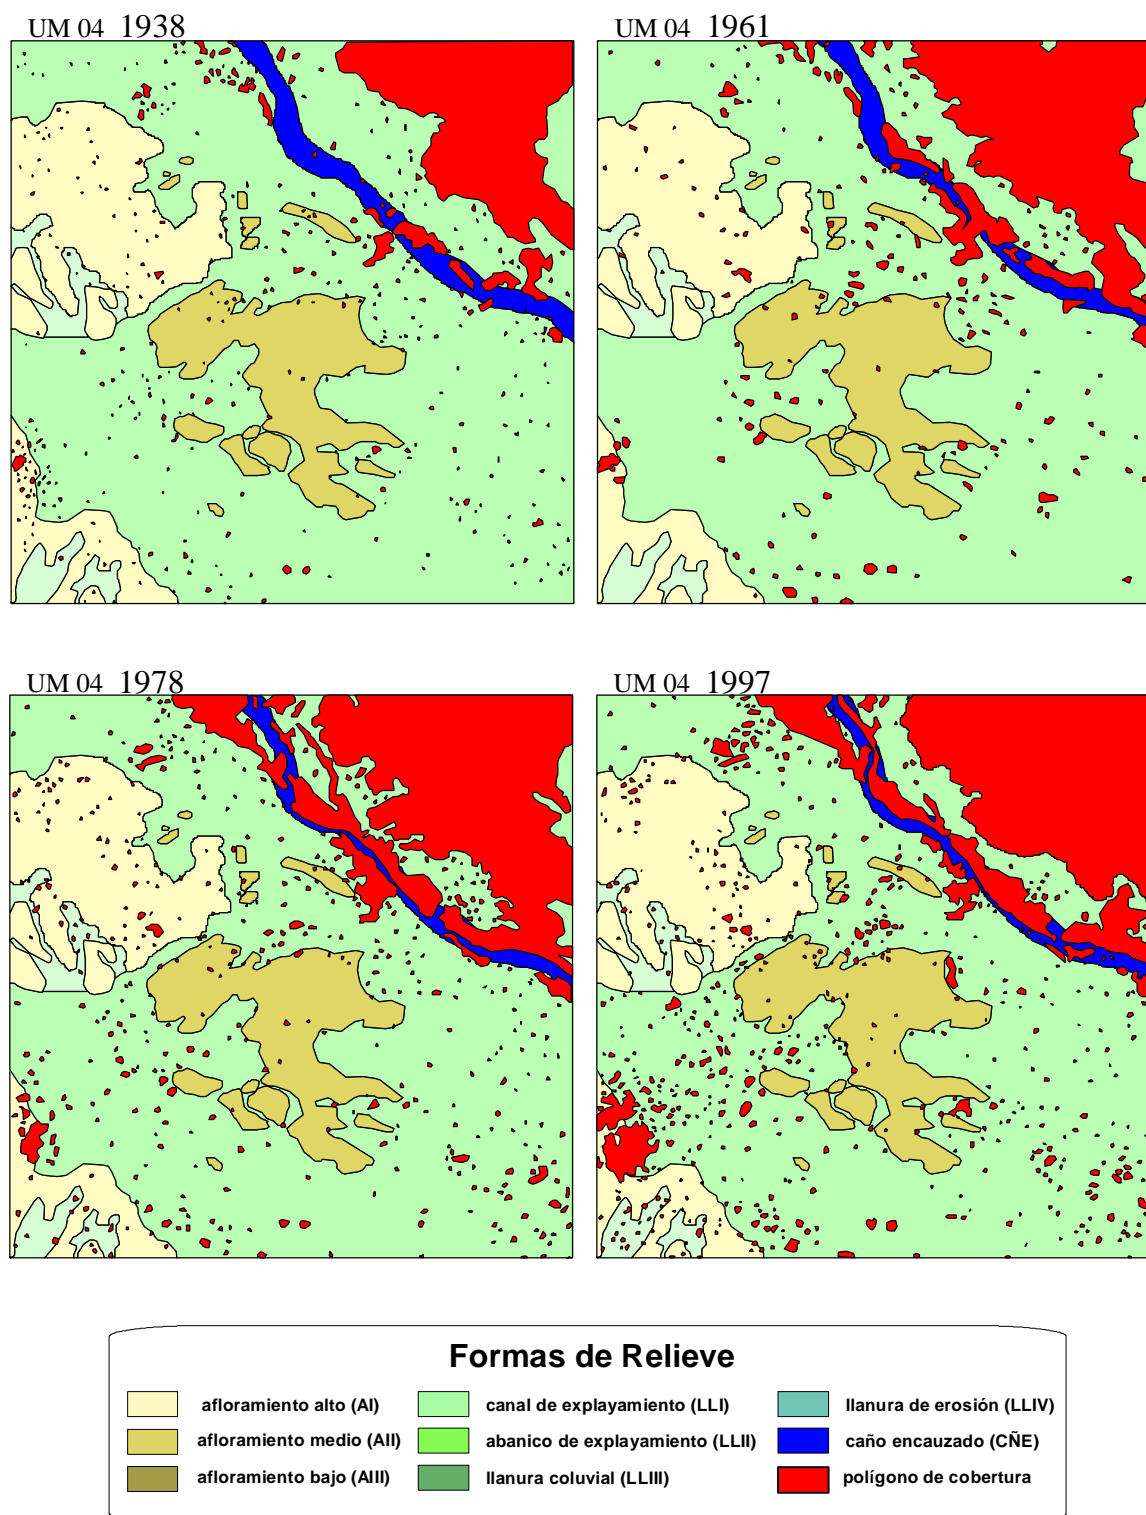 UM 04 1938
UM 04 1961
UM 04 1978
UM 04 1997
Formas de Relieve
afloramiento alto (AI)
canal de explayamiento (LLI)
llanura de erosión (LLIV)
afloramiento medio (AII)
abanico de explayamiento (LLII)
caño encauzado (CÑE)
afloramiento bajo (AIII)
llanura coluvial (LLIII)
polígono de cobertura